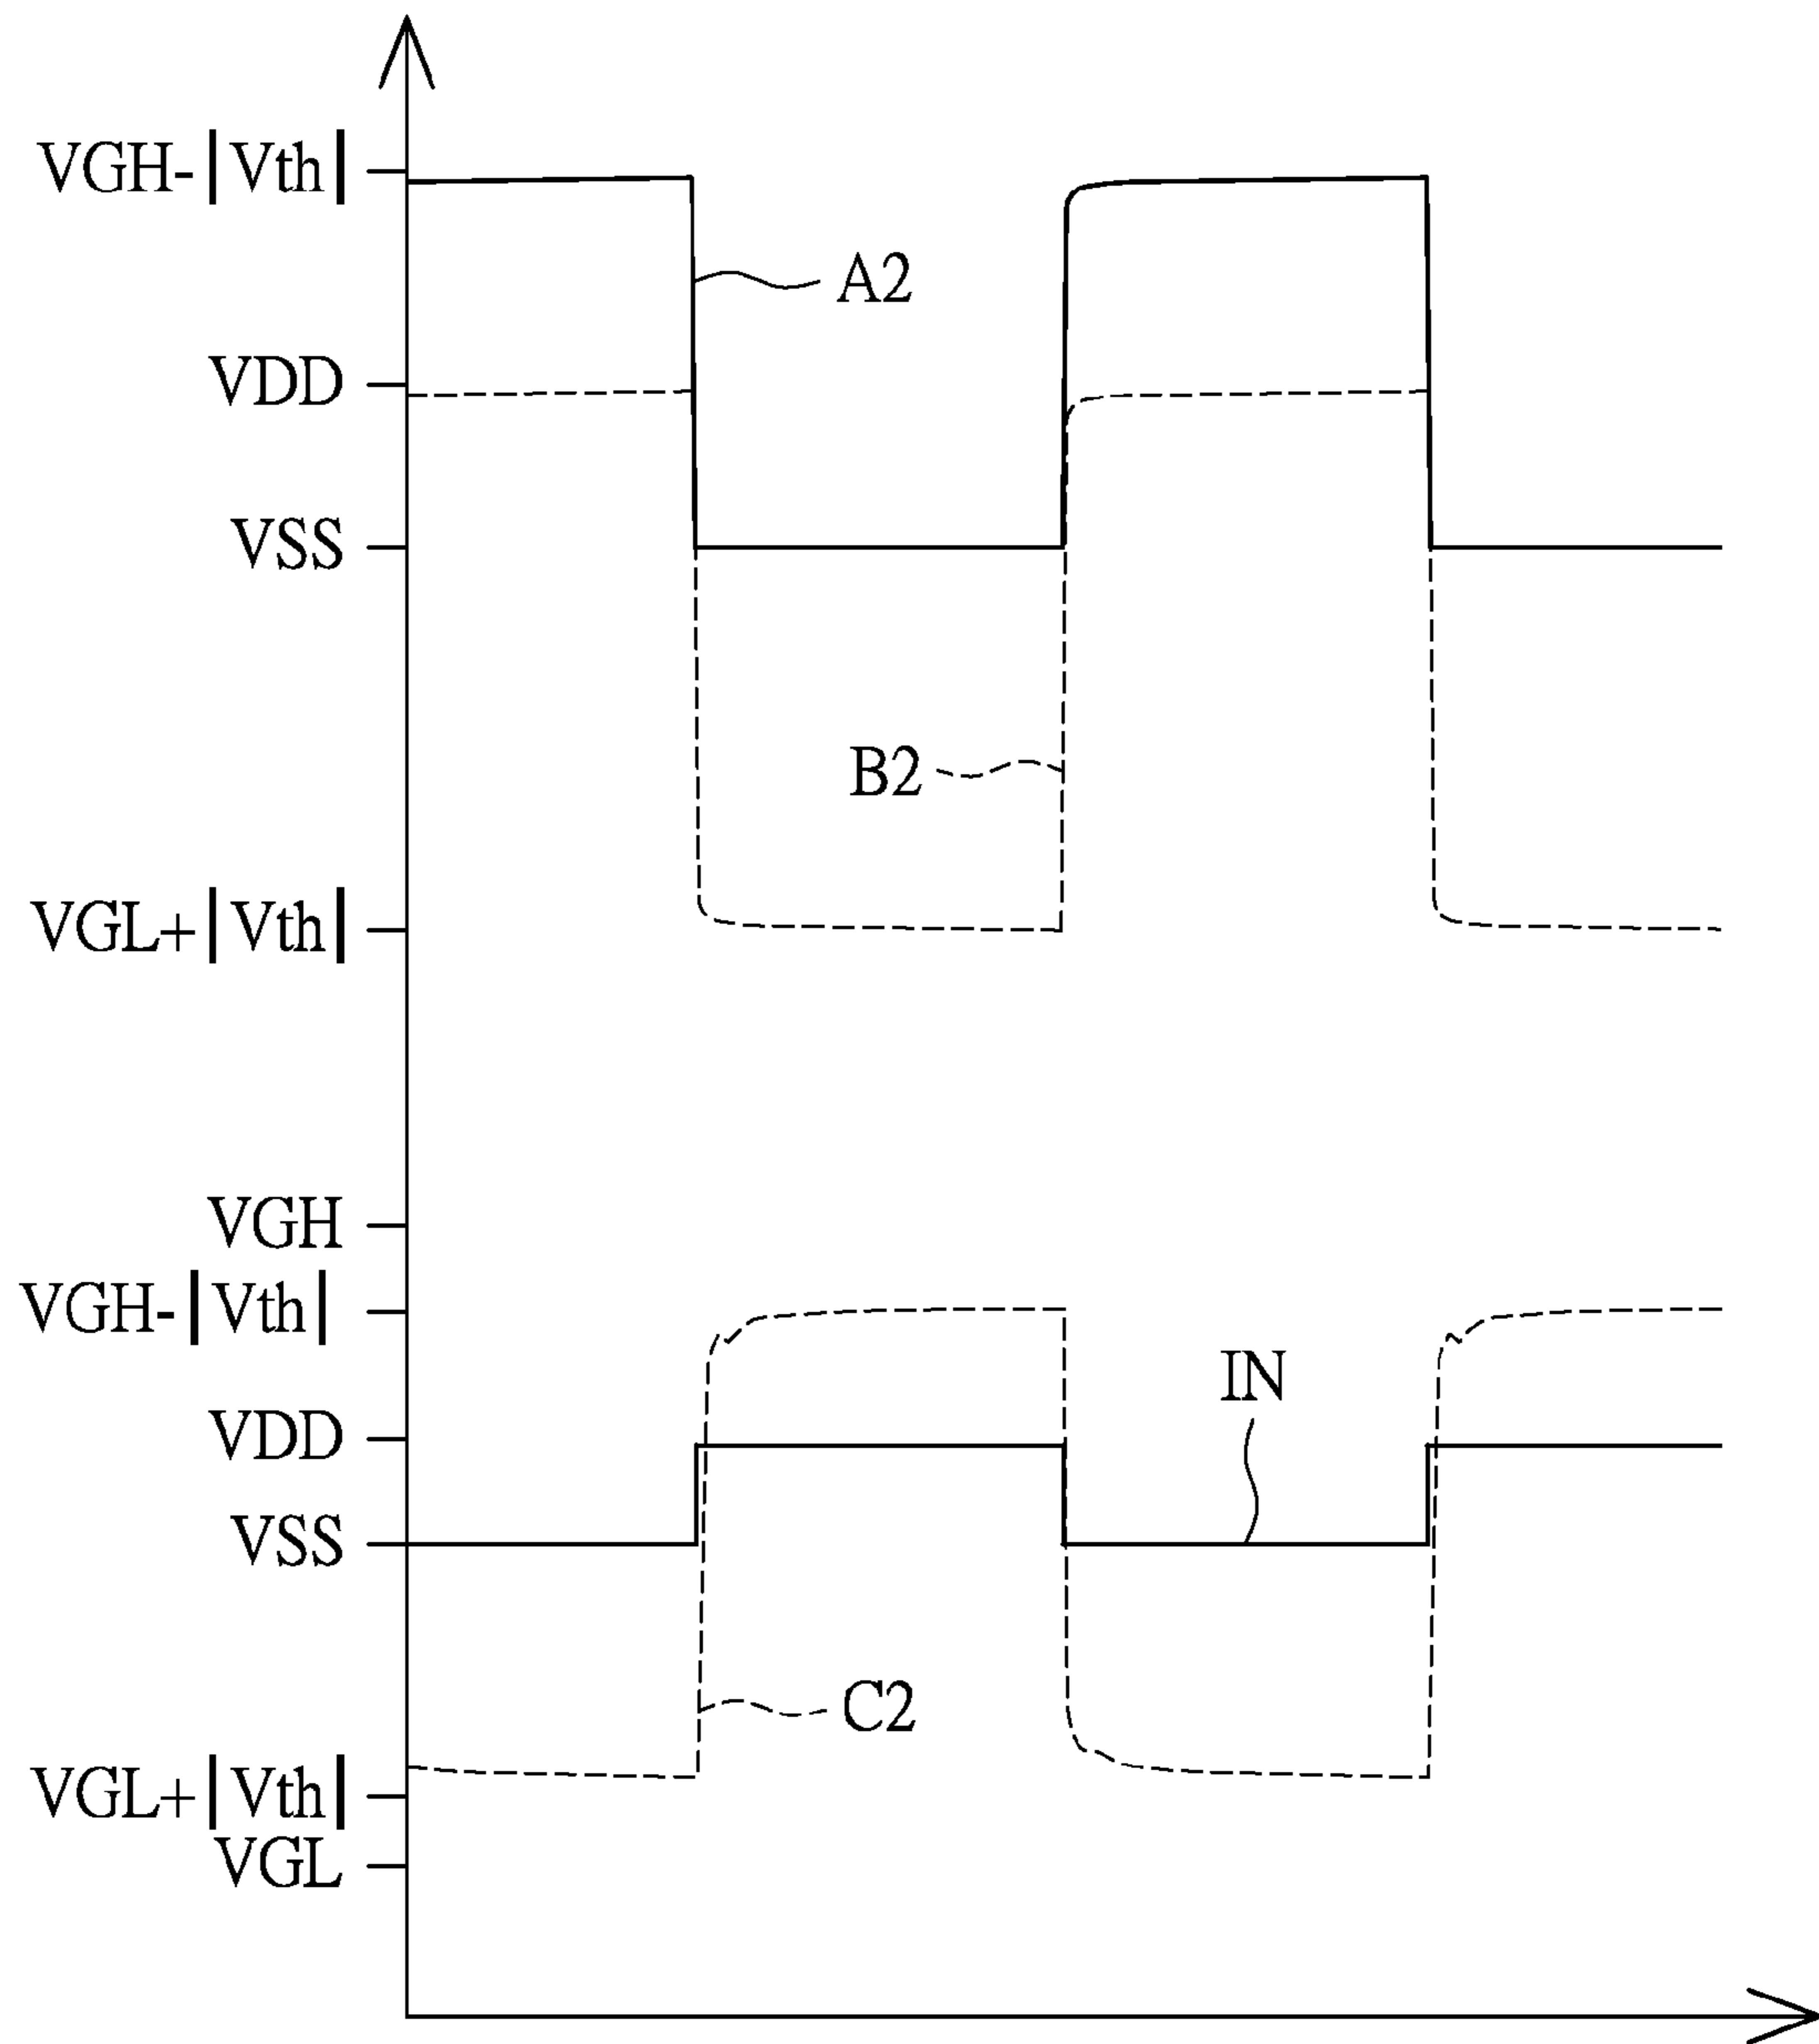 VGH-|Vth|
A2
VDD
VSS
B2
VGL+|Vth|
VGH
VGH-|Vth|
IN
VDD
VSS
C2
VGL+|Vth|
VGL